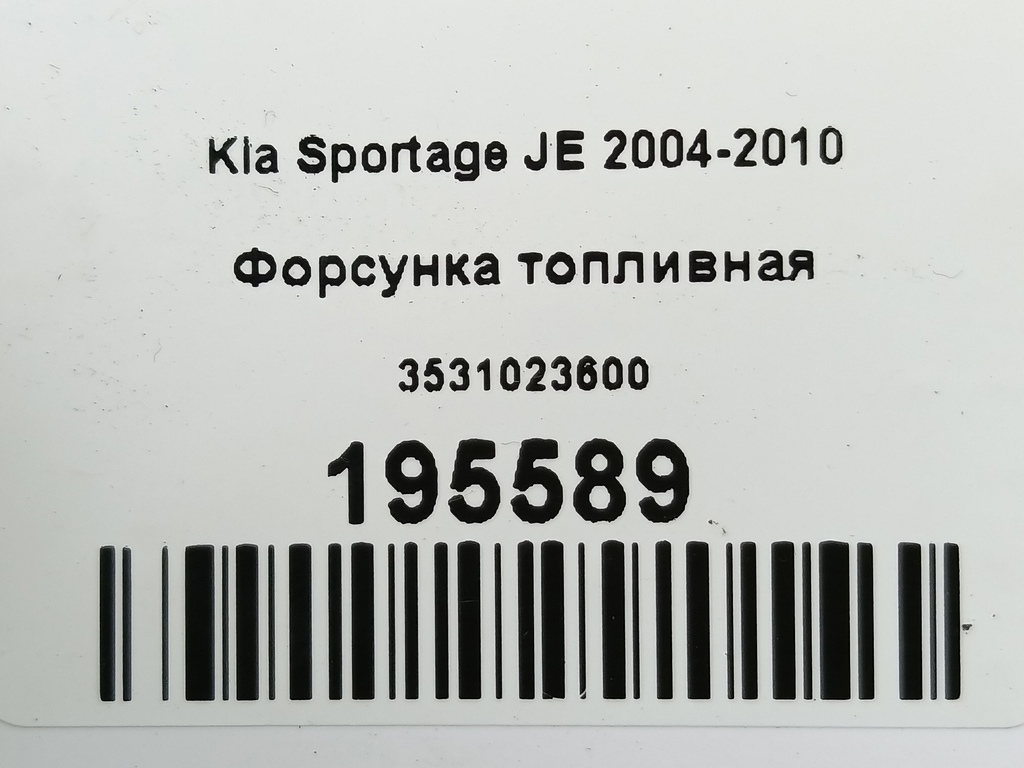 Kia Sportage JE 2004-2010
Форсунка топливная
3531023600
195589